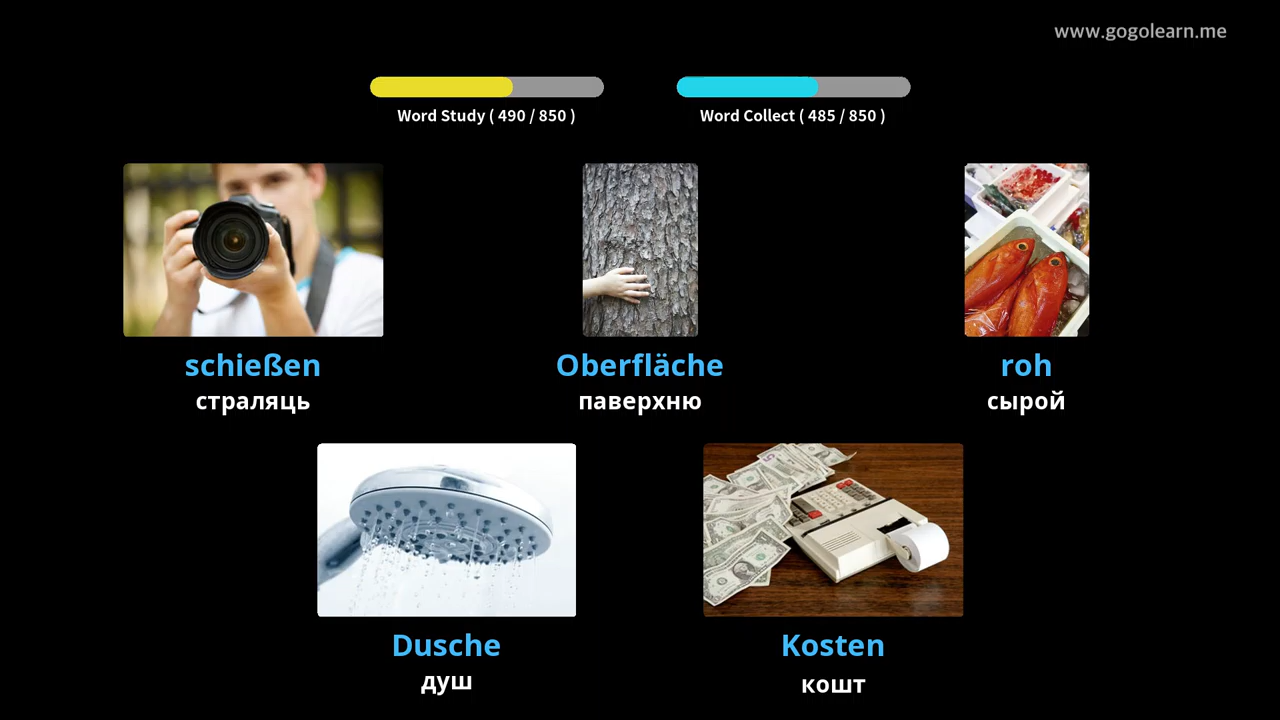 www.gogolearn.me
Word Study ( 490 / 850 )
Word Collect ( 485 / 850 )
schießen
страляць
Oberfläche
паверхню
roh
сырой
Dusche
душ
Kosten
кошт